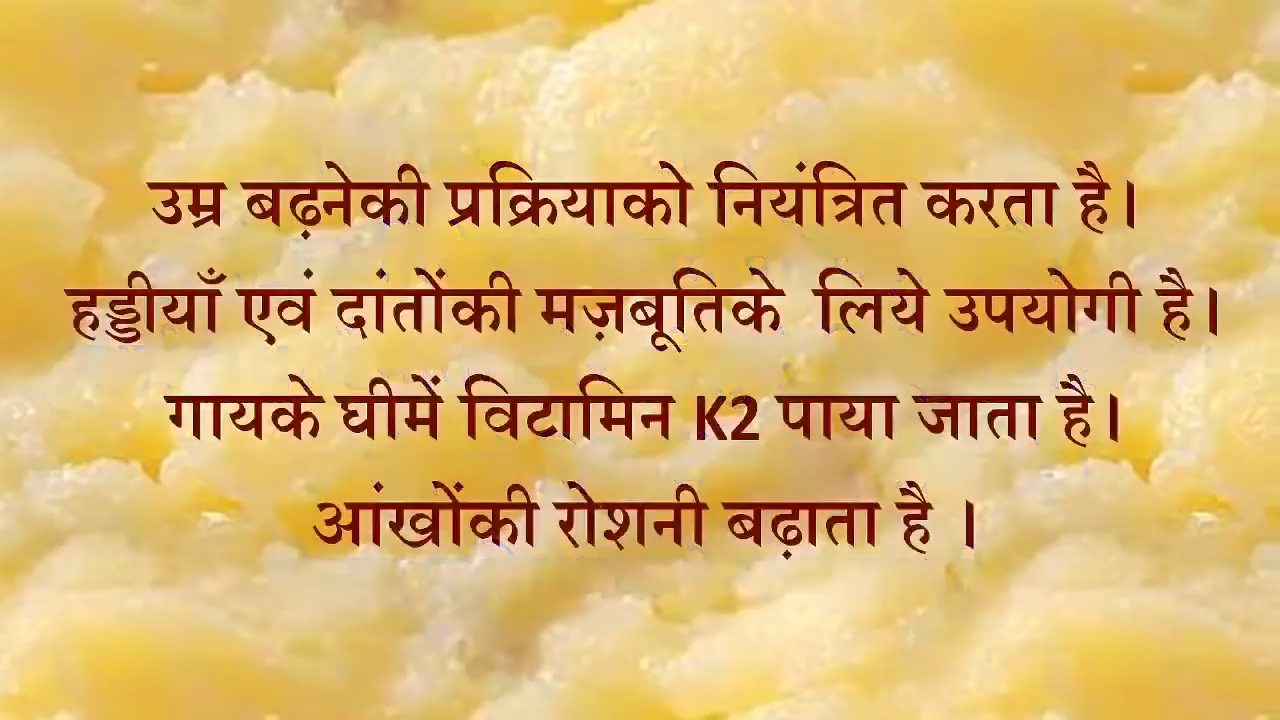 उम्र बढ़नेकी प्रक्रियाको नियंत्रित करता है।
हड्डीयाँ एवं दांतोंकी मज़बूतिके लिये उपयोगी है।
गायके घीमें विटामिन K2 पाया जाता है।
आंखोंकी रोशनी बढ़ाता है ।